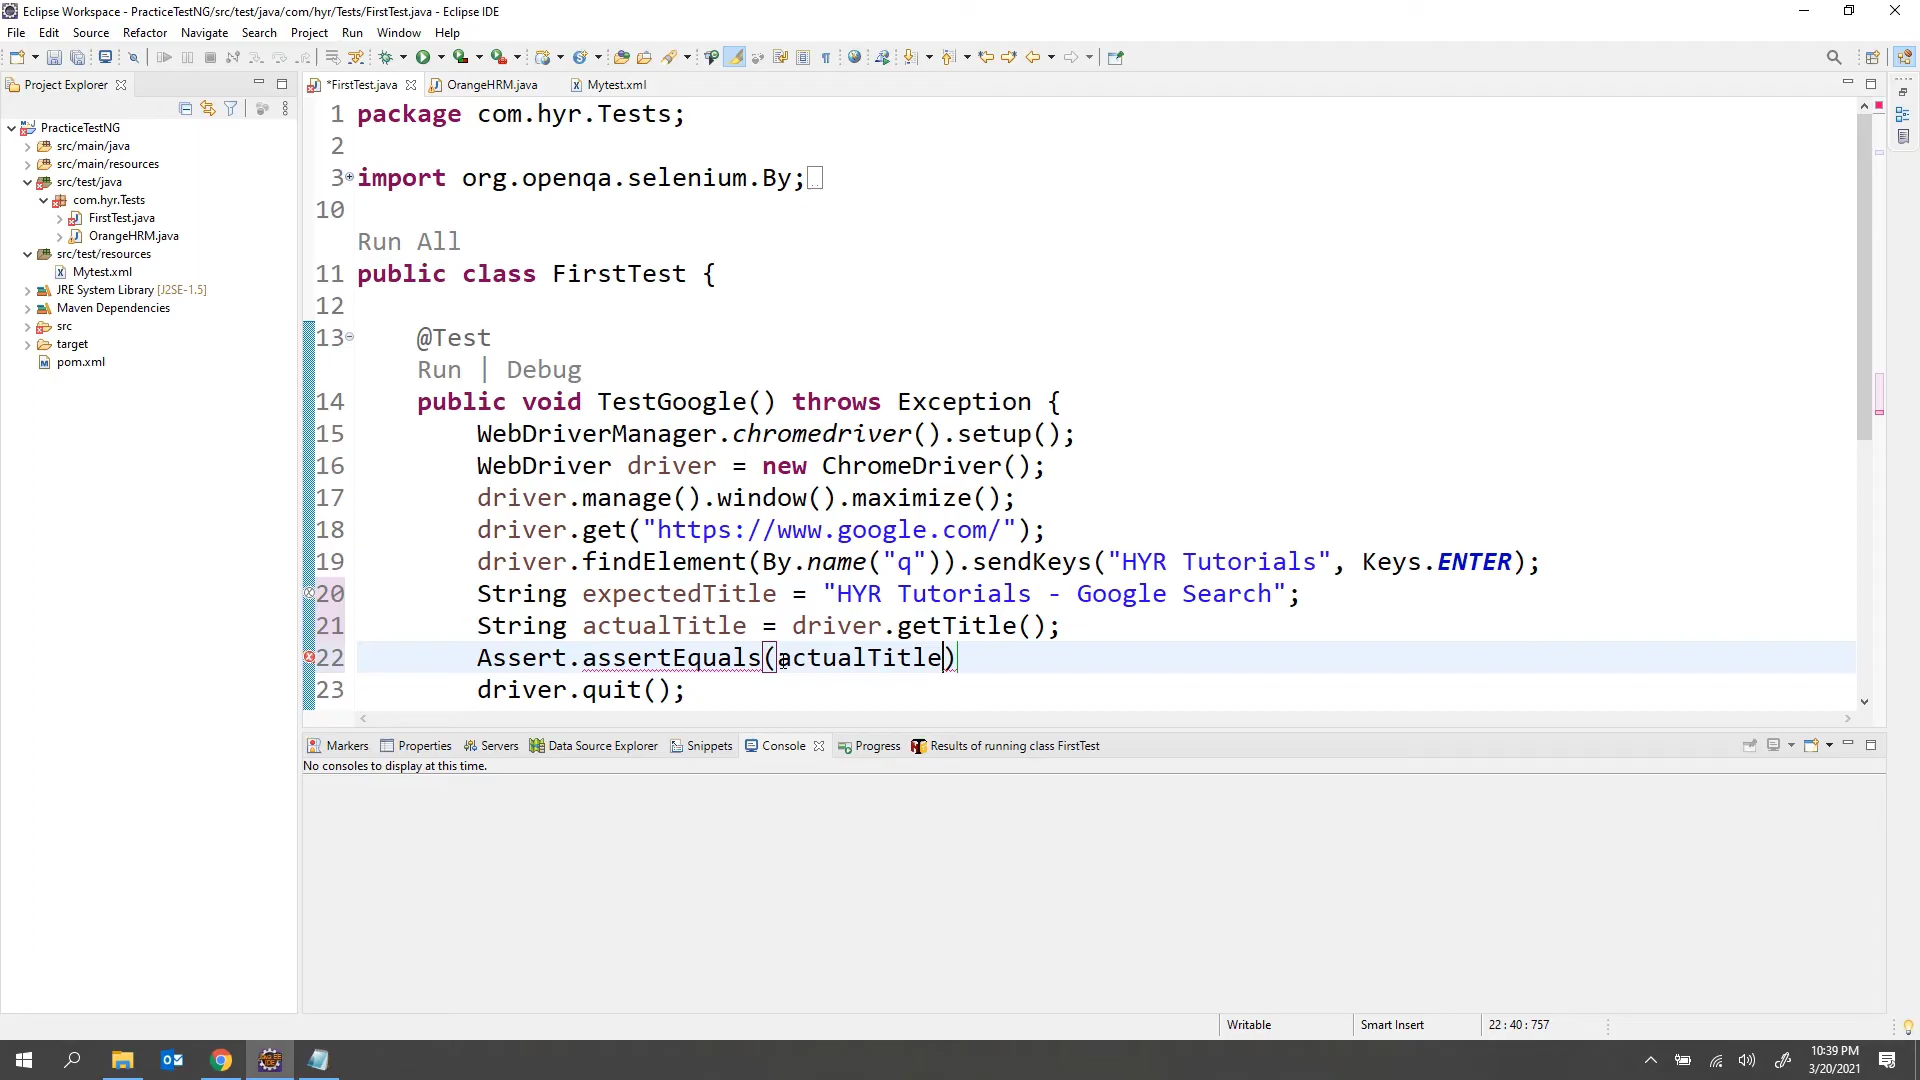 Eclipse Workspace - PracticeTestNG/src/test/java/com/hyr/Tests/FirstTest.java - Eclipse IDE
File Edit Source Refactor Navigate Search Project Run Window Help
Project Explorer
PracticeTestNG
src/main/java
src/main/resources
src/test/java
com.hyr.Tests
FirstTest.java
OrangeHRM.java
src/test/resources
Mytest.xml
JRE System Library [J2SE-1.5]
Maven Dependencies
src
target
pom.xml
*FirstTest.java OrangeHRM.java Mytest.xml
1 package com.hyr.Tests;
2
3 import org.openqa.selenium.By;
10
Run All
11 public class FirstTest {
12
13 @Test
Run | Debug
14 public void TestGoogle() throws Exception {
15 WebDriverManager.chromedriver().setup();
16 WebDriver driver = new ChromeDriver();
17 driver.manage().window().maximize();
18 driver.get("https://www.google.com/");
19 driver.findElement(By.name("q")).sendKeys("HYR Tutorials", Keys.ENTER);
20 String expectedTitle = "HYR Tutorials - Google Search";
21 String actualTitle = driver.getTitle();
22 Assert.assertEquals(actualTitle)
23 driver.quit();
Markers Properties Servers Data Source Explorer Snippets Console Progress Results of running class FirstTest
No consoles to display at this time.
Writable Smart Insert 22 : 40 : 757
10:39 PM
3/20/2021